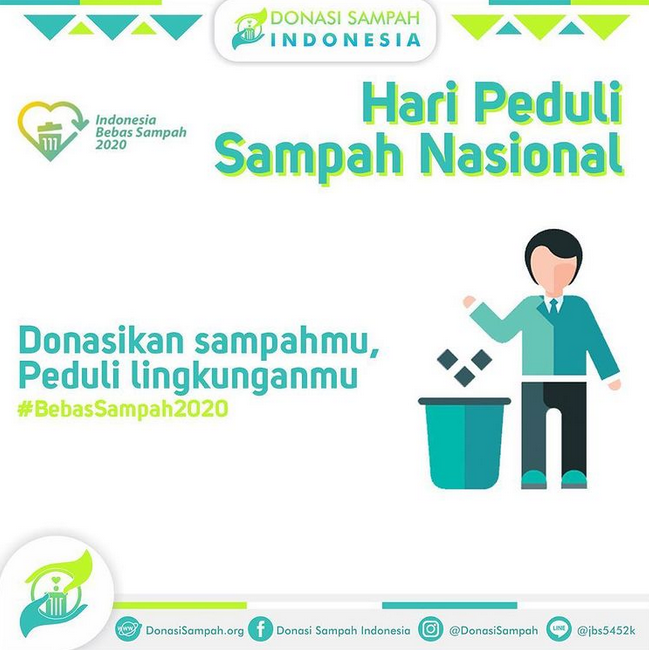 DONASI SAMPAH
INDONESIA
Indonesia
Bebas Sampah
2020
Hari Peduli
Sampah Nasional
Donasikan sampahmu,
Peduli lingkunganmu
#BebasSampah2020
www
DonasiSampah.org
Donasi Sampah Indonesia
@DonasiSampah
LINE
@jbs5452k